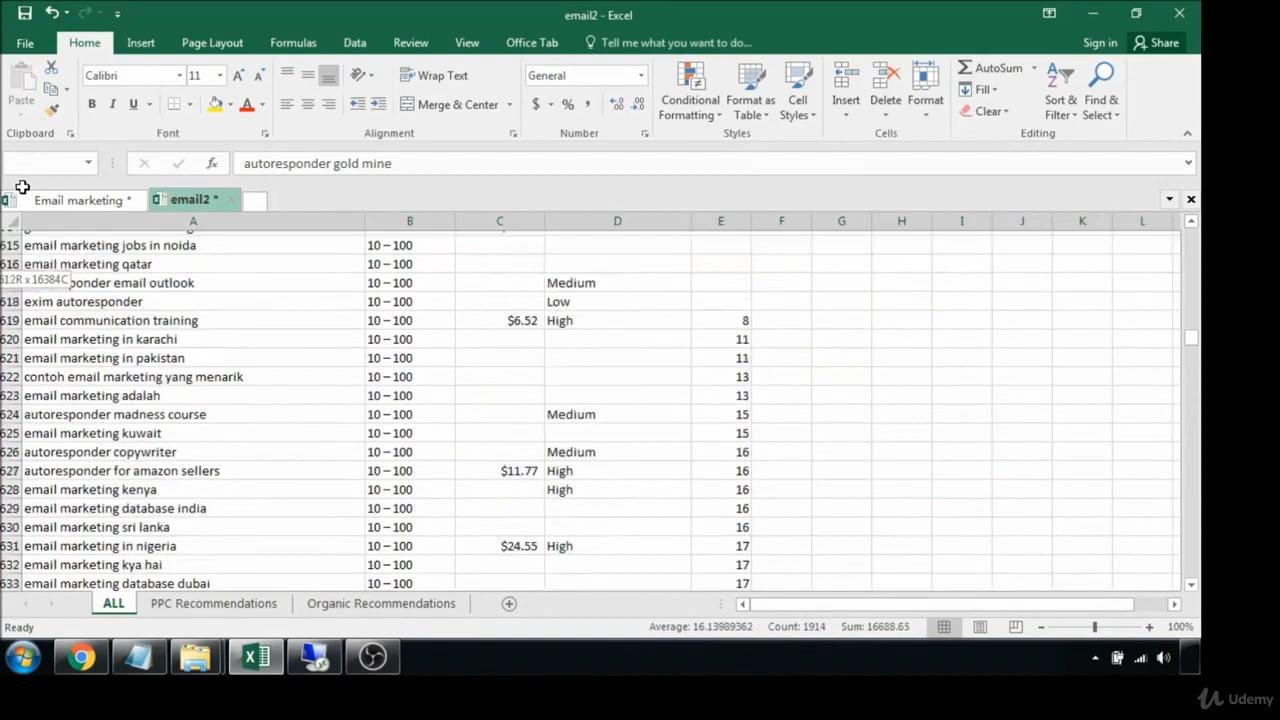 email2 - Excel
File Home Insert Page Layout Formulas Data Review View Office Tab Tell me what you want to do... Sign in Share
Paste
Clipboard
Calibri 11
B I U
Font
Wrap Text
Merge & Center
Alignment
General
$ % ,
Number
Conditional Formatting
Format as Table
Cell Styles
Styles
Insert Delete Format
Cells
AutoSum
Fill
Clear
Sort & Filter
Find & Select
Editing
fx autoresponder gold mine
Email marketing * email2 *
A B C D E F G H I J K L
615 email marketing jobs in noida 10 – 100
616 email marketing qatar 10 – 100
612R x 16384C
ponder email outlook Medium
618 exim autoresponder 10 – 100 Low
619 email communication training 10 – 100 $6.52 High 8
620 email marketing in karachi 10 – 100 11
621 email marketing in pakistan 10 – 100 11
622 contoh email marketing yang menarik 10 – 100 13
623 email marketing adalah 10 – 100 13
624 autoresponder madness course 10 – 100 Medium 15
625 email marketing kuwait 10 – 100 15
626 autoresponder copywriter 10 – 100 Medium 16
627 autoresponder for amazon sellers 10 – 100 $11.77 High 16
628 email marketing kenya 10 – 100 High 16
629 email marketing database india 10 – 100 16
630 email marketing sri lanka 10 – 100 16
631 email marketing in nigeria 10 – 100 $24.55 High 17
632 email marketing kya hai 10 – 100 17
633 email marketing database dubai 10 – 100 17
ALL PPC Recommendations Organic Recommendations
Ready Average: 16.13989362 Count: 1914 Sum: 16688.65 100%
Udemy